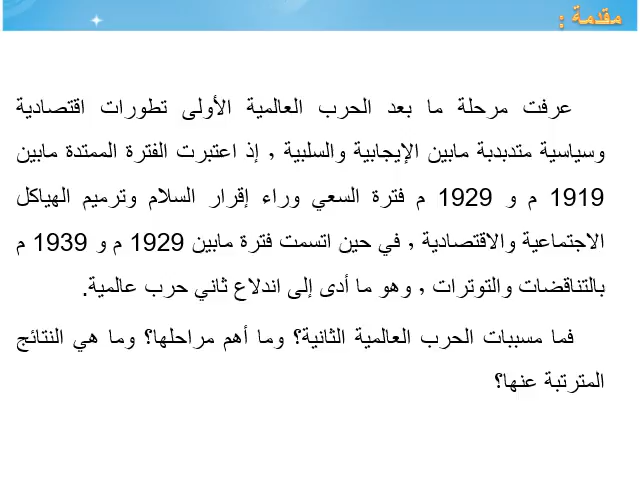 مقدمة :
عرفت مرحلة ما بعد الحرب العالمية الأولى تطورات اقتصادية
وسياسية متدبدبة مابين الإيجابية والسلبية , إذ اعتبرت الفترة الممتدة مابين
1919 م و 1929 م فترة السعي وراء إقرار السلام وترميم الهياكل
الاجتماعية والاقتصادية , في حين اتسمت فترة مابين 1929 م و 1939 م
بالتناقضات والتوترات , وهو ما أدى إلى اندلاع ثاني حرب عالمية.
فما مسببات الحرب العالمية الثانية؟ وما أهم مراحلها؟ وما هي النتائج
المترتبة عنها؟